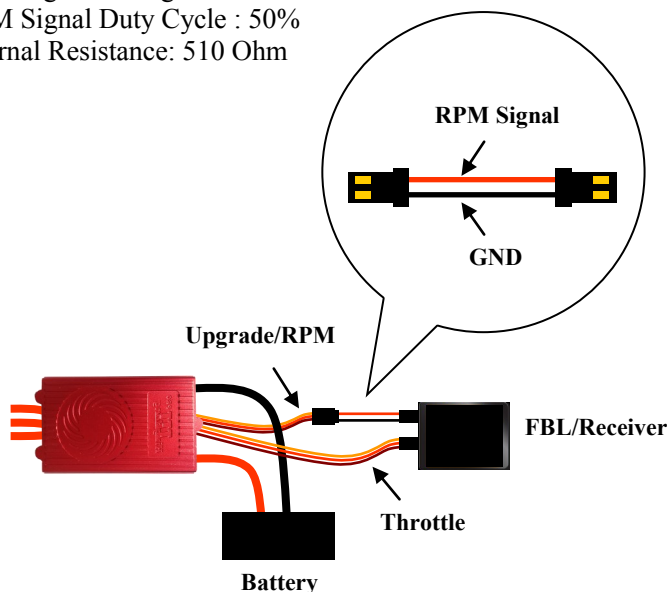 M Signal Duty Cycle : 50%
rnal Resistance: 510 Ohm
RPM Signal
GND
Upgrade/RPM
FBL/Receiver
Throttle
Battery